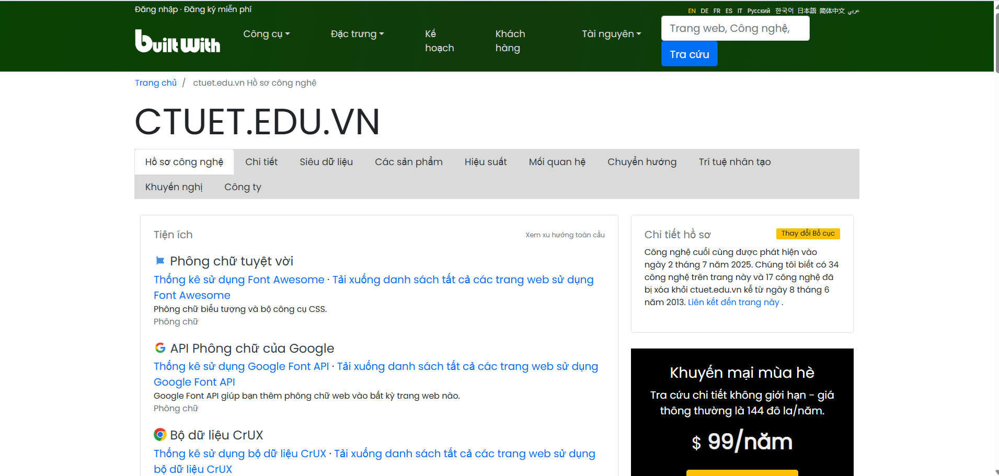 Đăng nhập · Đăng ký miễn phí
EN DE FR ES IT Русский 한국어 日本語 简体中文 عربي
builtwith
Công cụ
Đặc trưng
Kế hoạch
Khách hàng
Tài nguyên
Trang web, Công nghệ,
Tra cứu
Trang chủ / ctuet.edu.vn Hồ sơ công nghệ
CTUET.EDU.VN
Hồ sơ công nghệ Chi tiết Siêu dữ liệu Các sản phẩm Hiệu suất Mối quan hệ Chuyển hướng Trí tuệ nhân tạo
Khuyến nghị Công ty
Tiện ích
Xem xu hướng toàn cầu
Phông chữ tuyệt vời
Thống kê sử dụng Font Awesome · Tải xuống danh sách tất cả các trang web sử dụng
Font Awesome
Phông chữ biểu tượng và bộ công cụ CSS.
Phông chữ
API Phông chữ của Google
Thống kê sử dụng Google Font API · Tải xuống danh sách tất cả các trang web sử dụng
Google Font API
Google Font API giúp bạn thêm phông chữ web vào bất kỳ trang web nào.
Phông chữ
Bộ dữ liệu CrUX
Thống kê sử dụng bộ dữ liệu CrUX · Tải xuống danh sách tất cả các trang web sử dụng
bộ dữ liệu CrUX
Chi tiết hồ sơ
Thay đổi Bố cục
Công nghệ cuối cùng được phát hiện vào
ngày 2 tháng 7 năm 2025. Chúng tôi biết có 34
công nghệ trên trang này và 17 công nghệ đã
bị xóa khỏi ctuet.edu.vn kể từ ngày 8 tháng 6
năm 2013. Liên kết đến trang này .
Khuyến mại mùa hè
Tra cứu chi tiết không giới hạn - giá
thông thường là 144 đô la/năm.
$ 99/năm